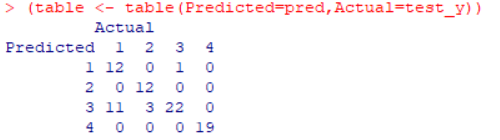 > (table <- table(Predicted=pred,Actual=test_y))
         Actual
Predicted  1  2  3  4
        1 12  0  1  0
        2  0 12  0  0
        3 11  3 22  0
        4  0  0  0 19